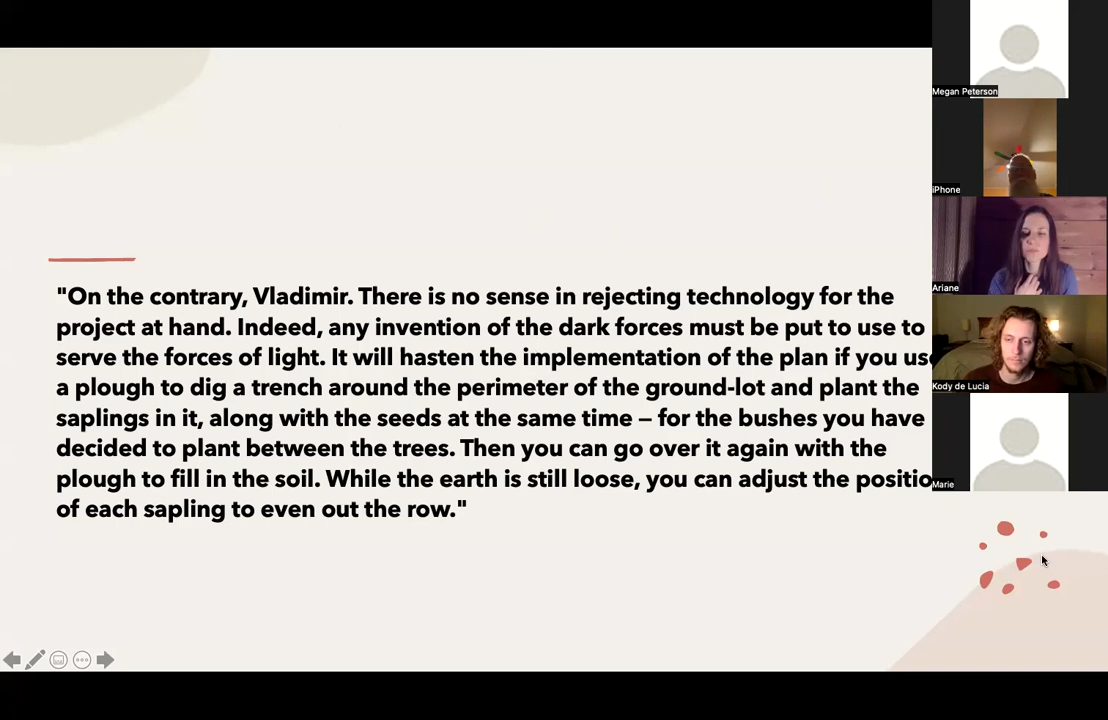 Megan Peterson
iPhone
Ariane
Kody de Lucia
Marie
"On the contrary, Vladimir. There is no sense in rejecting technology for the
project at hand. Indeed, any invention of the dark forces must be put to use to
serve the forces of light. It will hasten the implementation of the plan if you use
a plough to dig a trench around the perimeter of the ground-lot and plant the
saplings in it, along with the seeds at the same time – for the bushes you have
decided to plant between the trees. Then you can go over it again with the
plough to fill in the soil. While the earth is still loose, you can adjust the positio
of each sapling to even out the row."